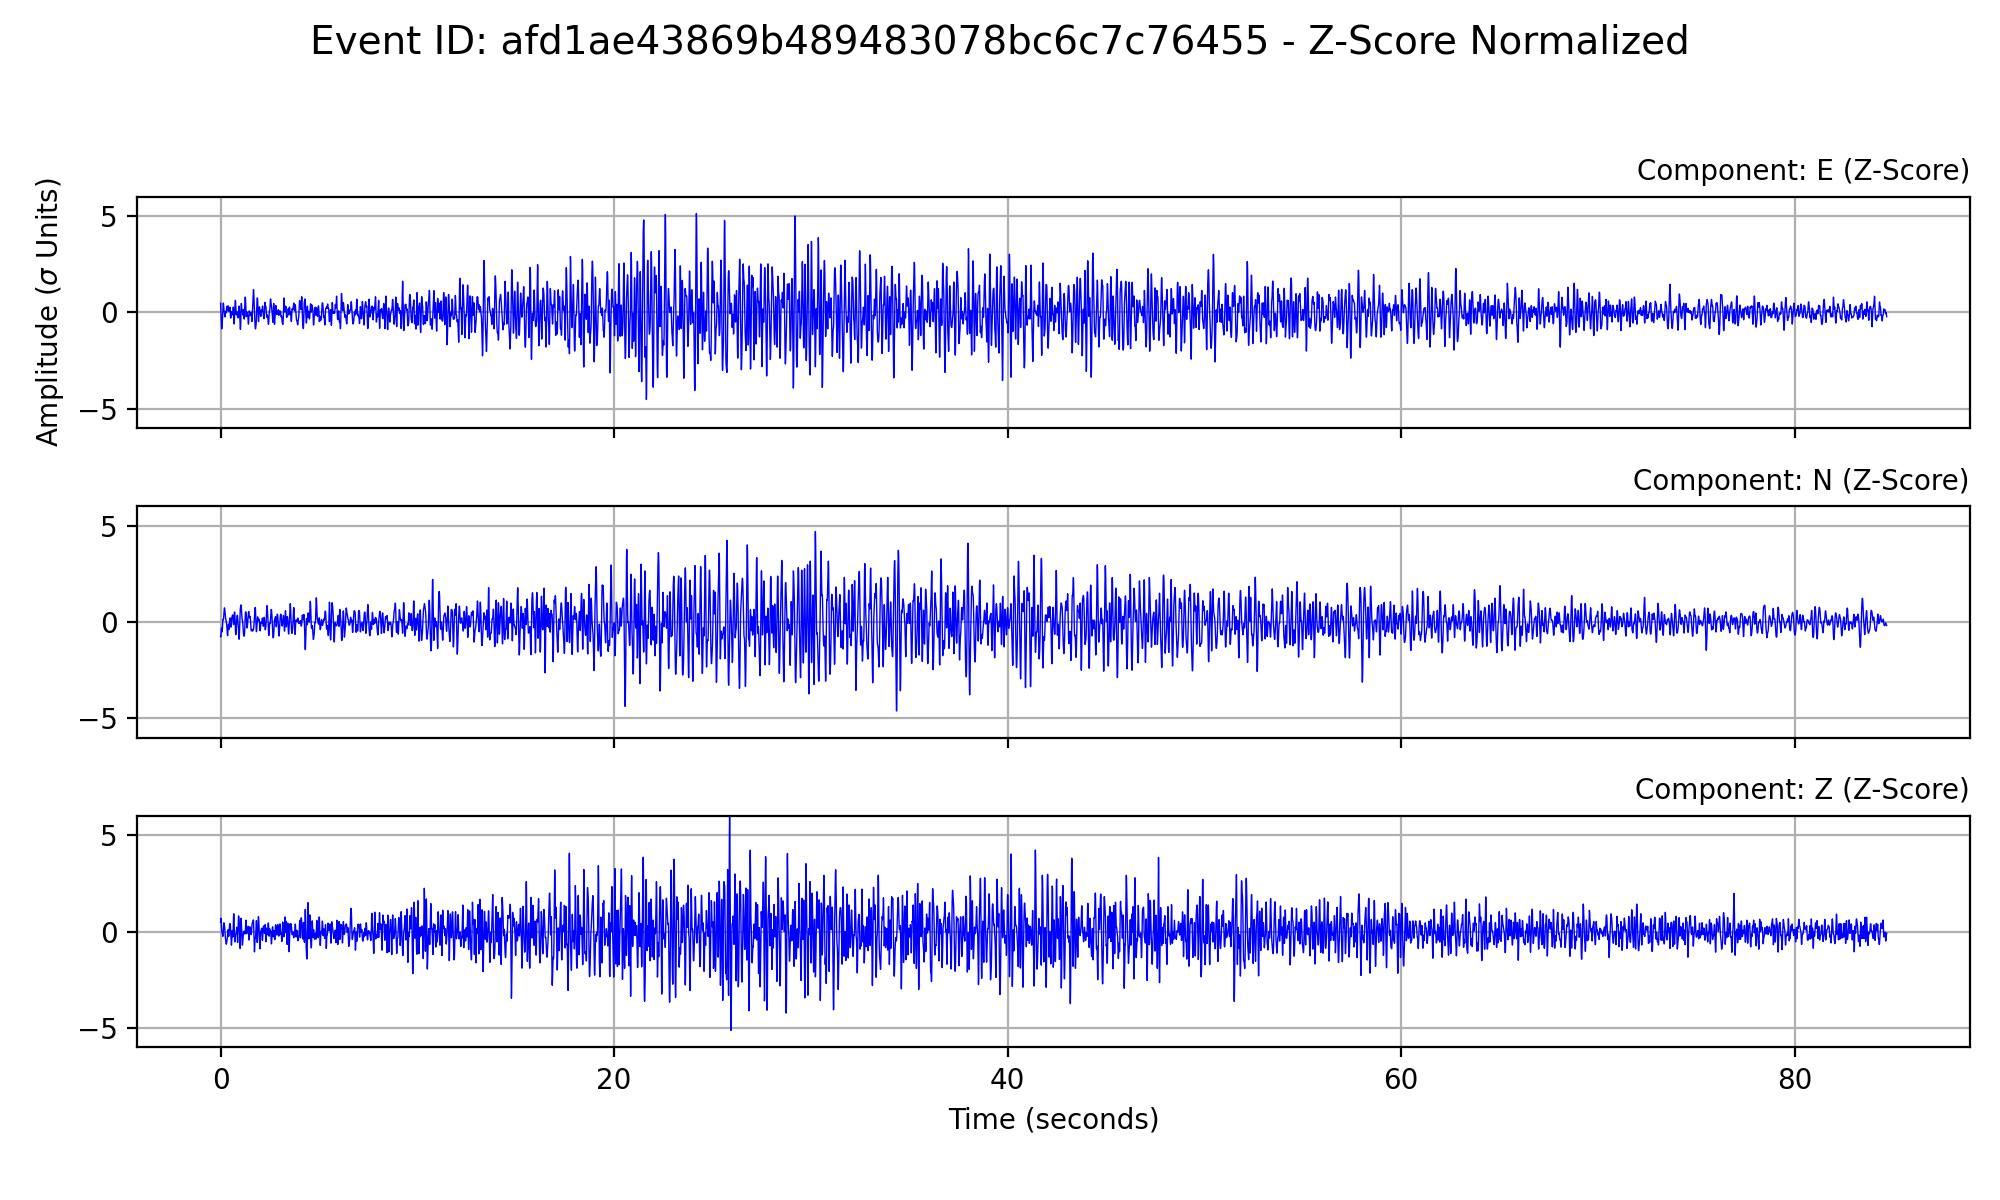 Event ID: afd1ae43869b489483078bc6c7c76455 - Z-Score Normalized
Component: E (Z-Score)
Amplitude (σ Units)
5
0
−5
Component: N (Z-Score)
5
0
−5
Component: Z (Z-Score)
5
0
−5
0 20 40 60 80
Time (seconds)